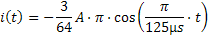 i(t) = −3/64 A · π · cos(π/125µs · t)